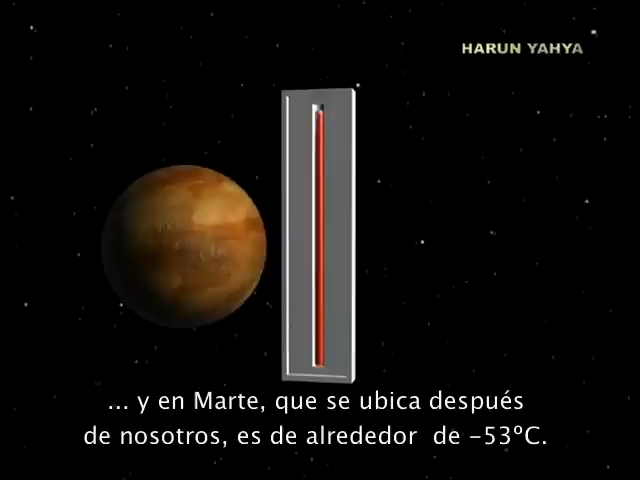 HARUN YAHYA
... y en Marte, que se ubica después
de nosotros, es de alrededor  de -53ºC.